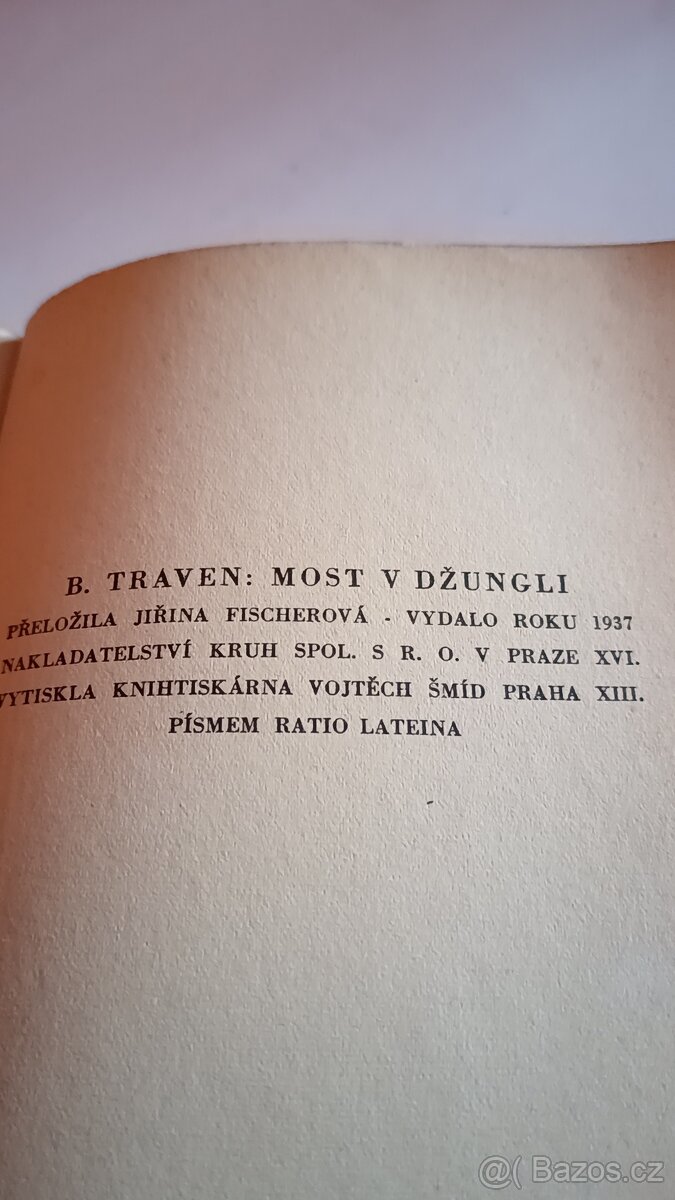 B. TRAVEN: MOST V DŽUNGLI
PŘELOŽILA JIŘINA FISCHEROVÁ - VYDALO ROKU 1937
NAKLADATELSTVÍ KRUH SPOL. S R. O. V PRAZE XVI.
VYTISKLA KNIHTISKÁRNA VOJTĚCH ŠMÍD PRAHA XIII.
PÍSMEM RATIO LATEINA
@( Bazos.cz